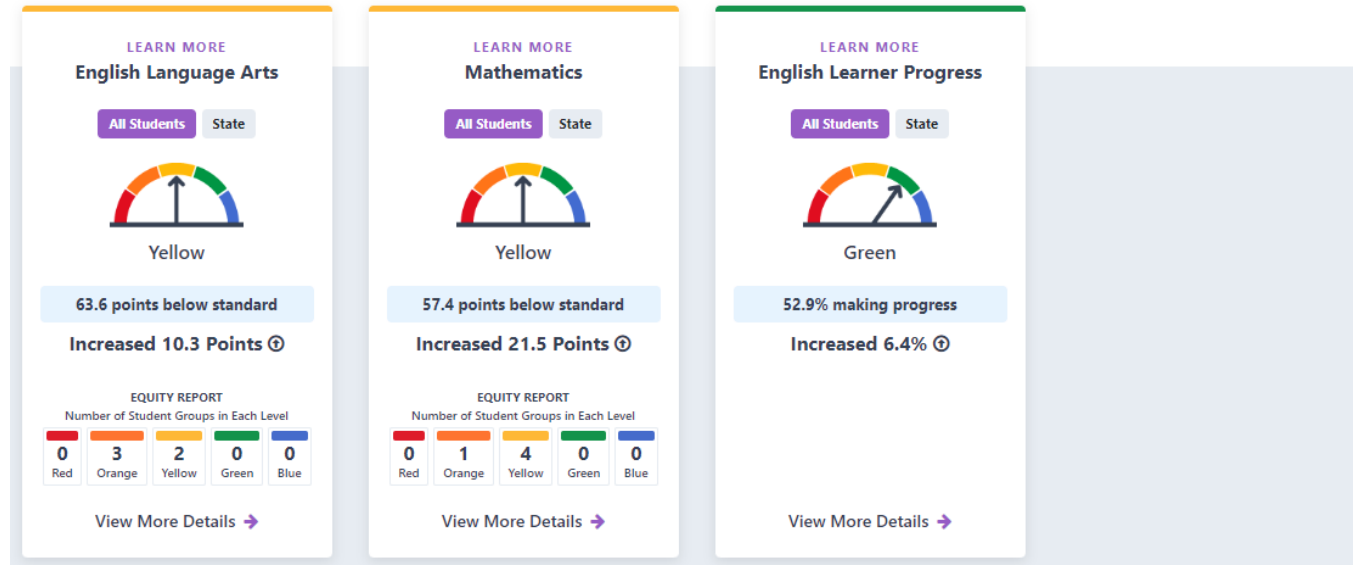 LEARN MORE
English Language Arts
All Students State
Yellow
63.6 points below standard
Increased 10.3 Points
EQUITY REPORT
Number of Student Groups in Each Level
0 3 2 0 0
Red Orange Yellow Green Blue
View More Details
LEARN MORE
Mathematics
All Students State
Yellow
57.4 points below standard
Increased 21.5 Points
EQUITY REPORT
Number of Student Groups in Each Level
0 1 4 0 0
Red Orange Yellow Green Blue
View More Details
LEARN MORE
English Learner Progress
All Students State
Green
52.9% making progress
Increased 6.4%
View More Details